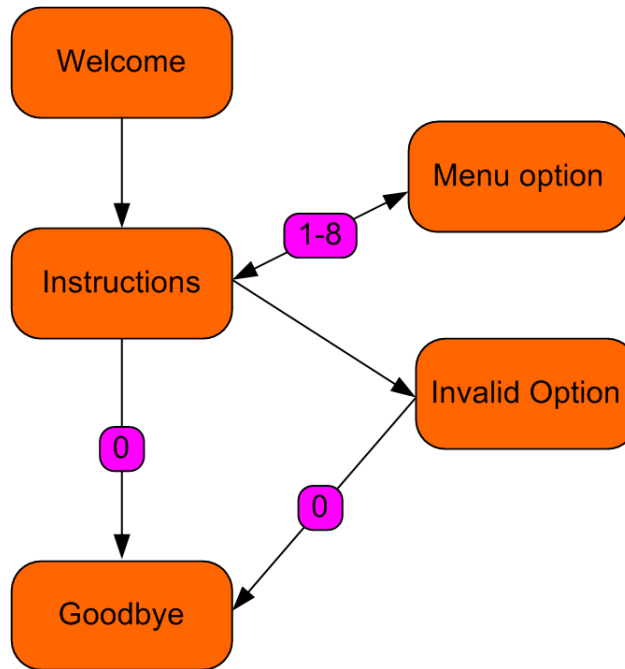 Welcome
Menu option
1-8
Instructions
Invalid Option
0
0
Goodbye